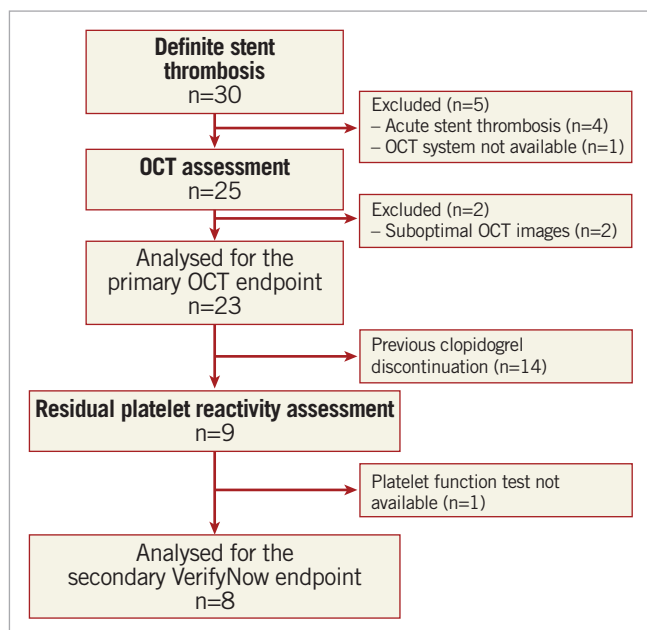 Definite stent
thrombosis
n=30
Excluded (n=5)
– Acute stent thrombosis (n=4)
– OCT system not available (n=1)
OCT assessment
n=25
Excluded (n=2)
– Suboptimal OCT images (n=2)
Analysed for the
primary OCT endpoint
n=23
Previous clopidogrel
discontinuation (n=14)
Residual platelet reactivity assessment
n=9
Platelet function test not
available (n=1)
Analysed for the
secondary VerifyNow endpoint
n=8